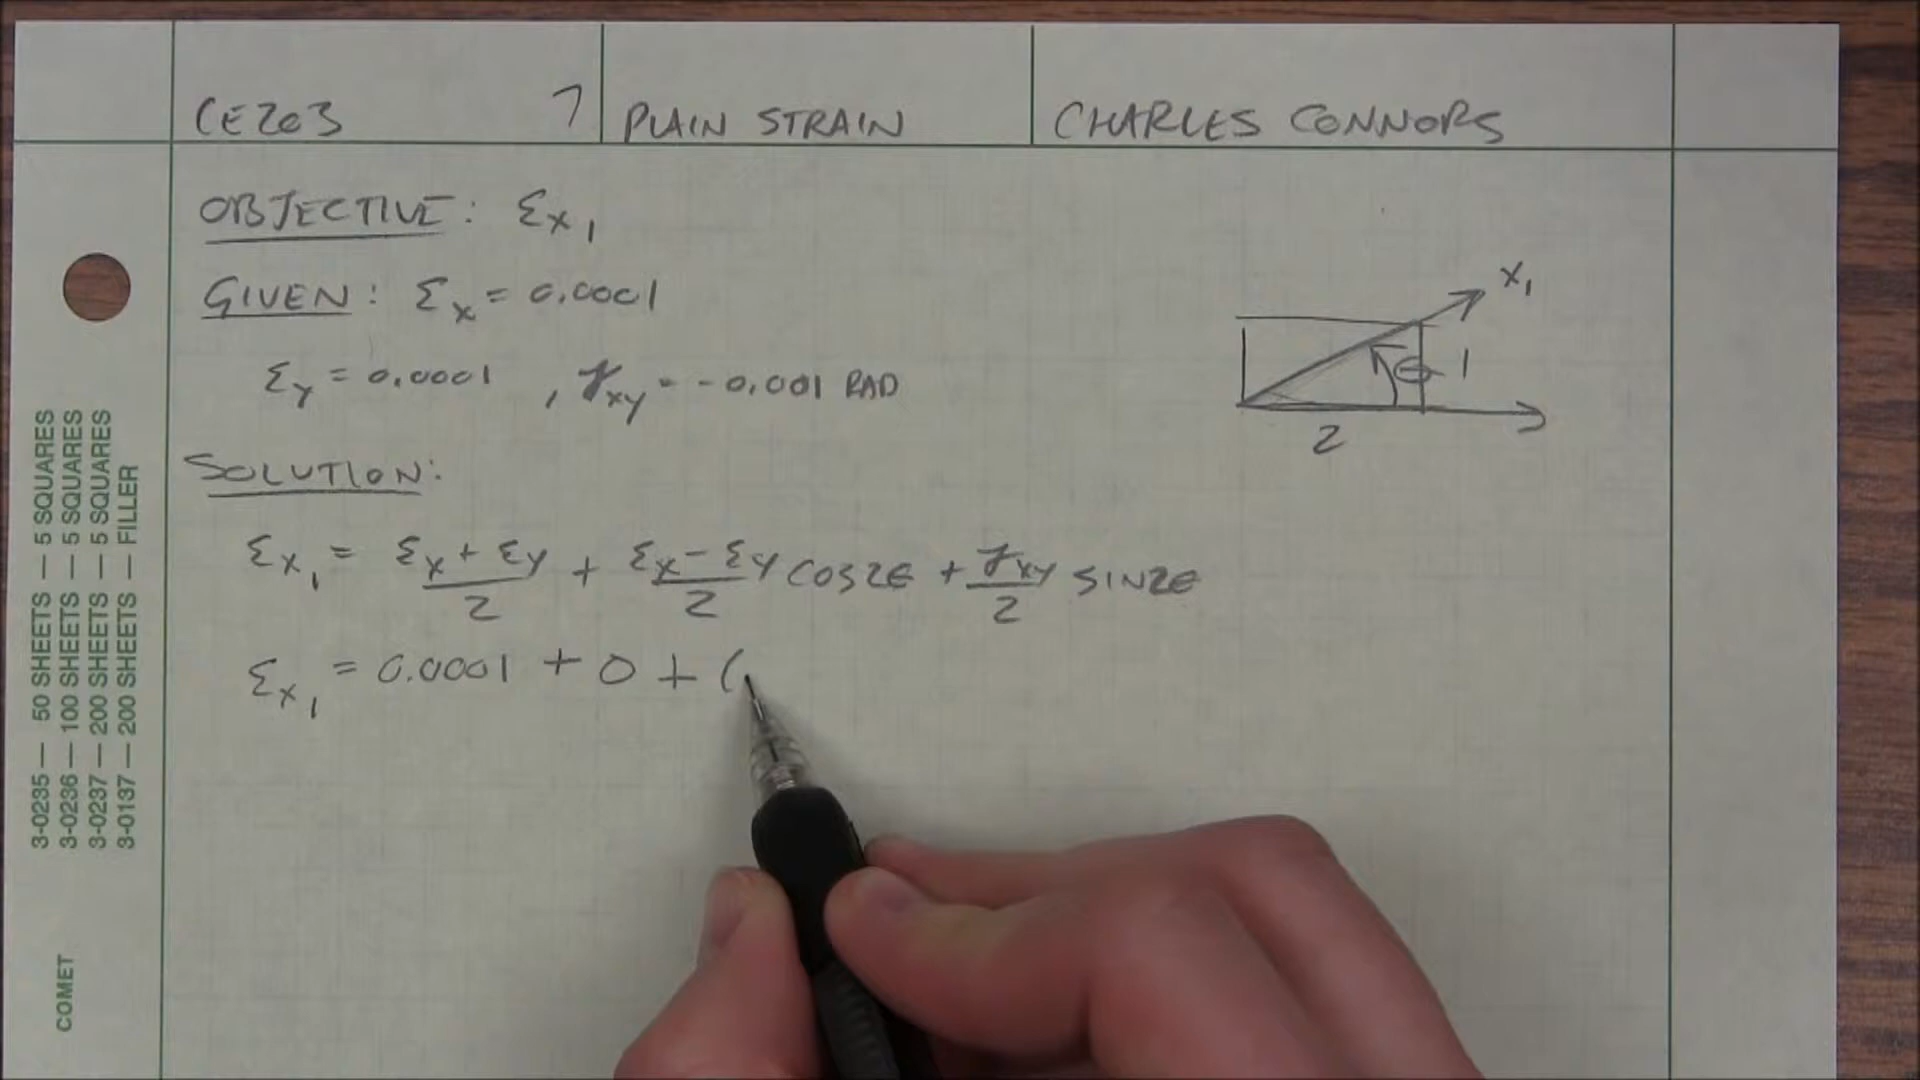 CE203 7 PLAIN STRAIN CHARLES CONNORS
OBJECTIVE: εx₁
GIVEN: εx = 0.0001
εy = 0.0001 , γxy = -0.001 RAD
x₁
θ 1
2
SOLUTION:
εx₁ = (εx + εy)/2 + (εx - εy)/2 COS2θ + γxy/2 SIN2θ
εx₁ = 0.0001 + 0 + (
3-0235 — 50 SHEETS — 5 SQUARES
3-0236 — 100 SHEETS — 5 SQUARES
3-0237 — 200 SHEETS — 5 SQUARES
3-0137 — 200 SHEETS — FILLER
COMET